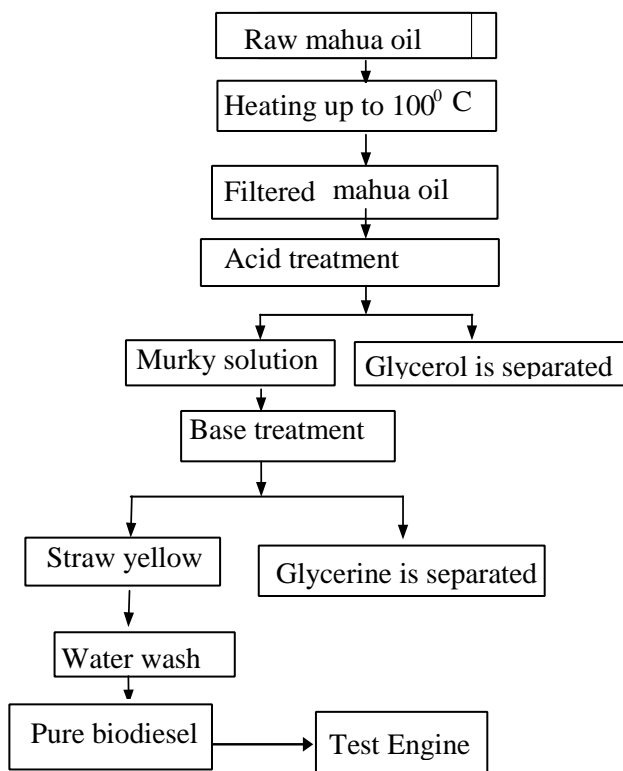 Raw mahua oil
Heating up to 100⁰ C
Filtered mahua oil
Acid treatment
Murky solution
Glycerol is separated
Base treatment
Straw yellow
Glycerine is separated
Water wash
Pure biodiesel
Test Engine